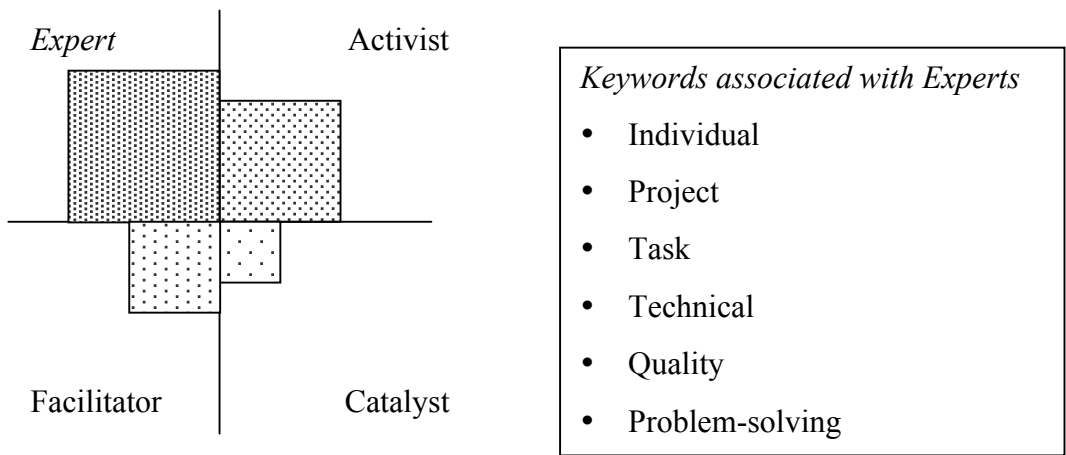 Expert
Activist
Facilitator
Catalyst
Keywords associated with Experts
• Individual
• Project
• Task
• Technical
• Quality
• Problem-solving